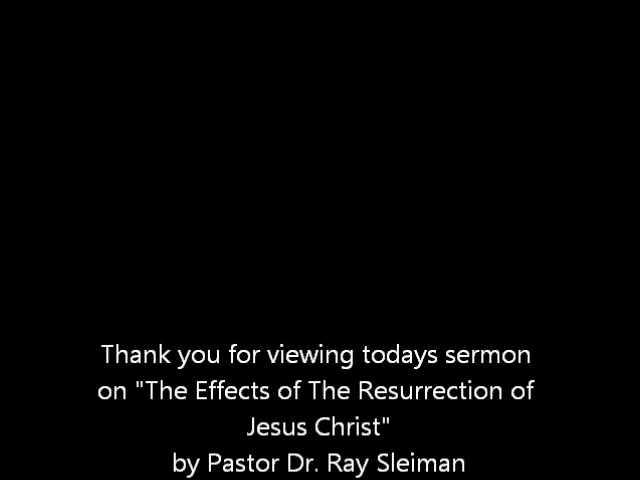 Thank you for viewing todays sermon
on "The Effects of The Resurrection of
Jesus Christ"
by Pastor Dr. Ray Sleiman